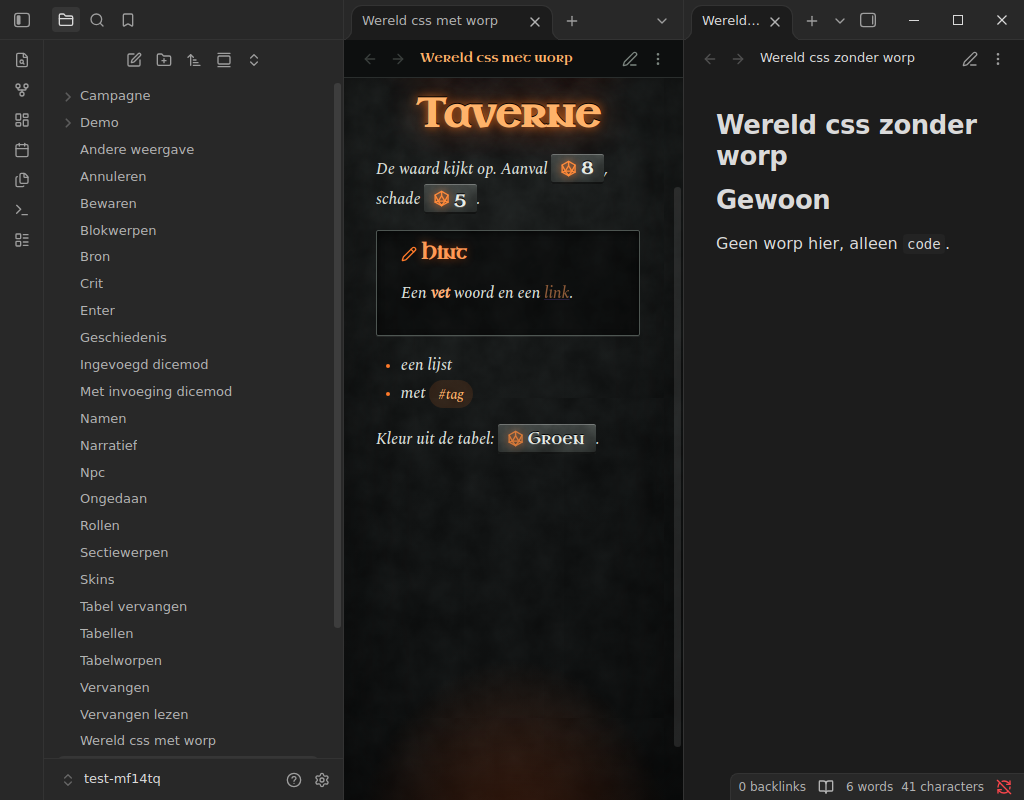 Wereld css met worp
Wereld...
Wereld css met worp
Wereld css zonder worp
Campagne
Demo
Andere weergave
Annuleren
Bewaren
Blokwerpen
Bron
Crit
Enter
Geschiedenis
Ingevoegd dicemod
Met invoeging dicemod
Namen
Narratief
Npc
Ongedaan
Rollen
Sectiewerpen
Skins
Tabel vervangen
Tabellen
Tabelworpen
Vervangen
Vervangen lezen
Wereld css met worp
test-mf14tq
Taverne
De waard kijkt op. Aanval 8,
schade 5.
Hint
Een vet woord en een link.
• een lijst
• met #tag
Kleur uit de tabel: Groen.
Wereld css zonder
worp
Gewoon
Geen worp hier, alleen code.
0 backlinks 6 words 41 characters